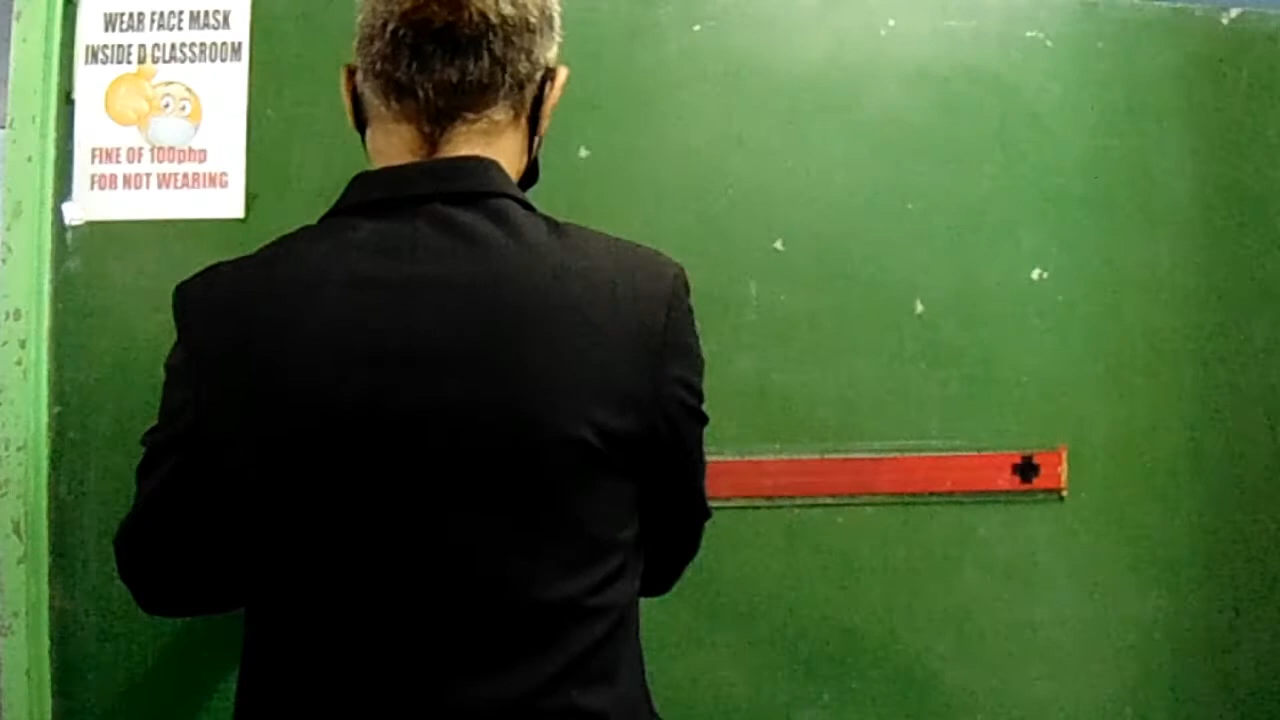 WEAR FACE MASK
INSIDE D CLASSROOM
FINE OF 100php
FOR NOT WEARING